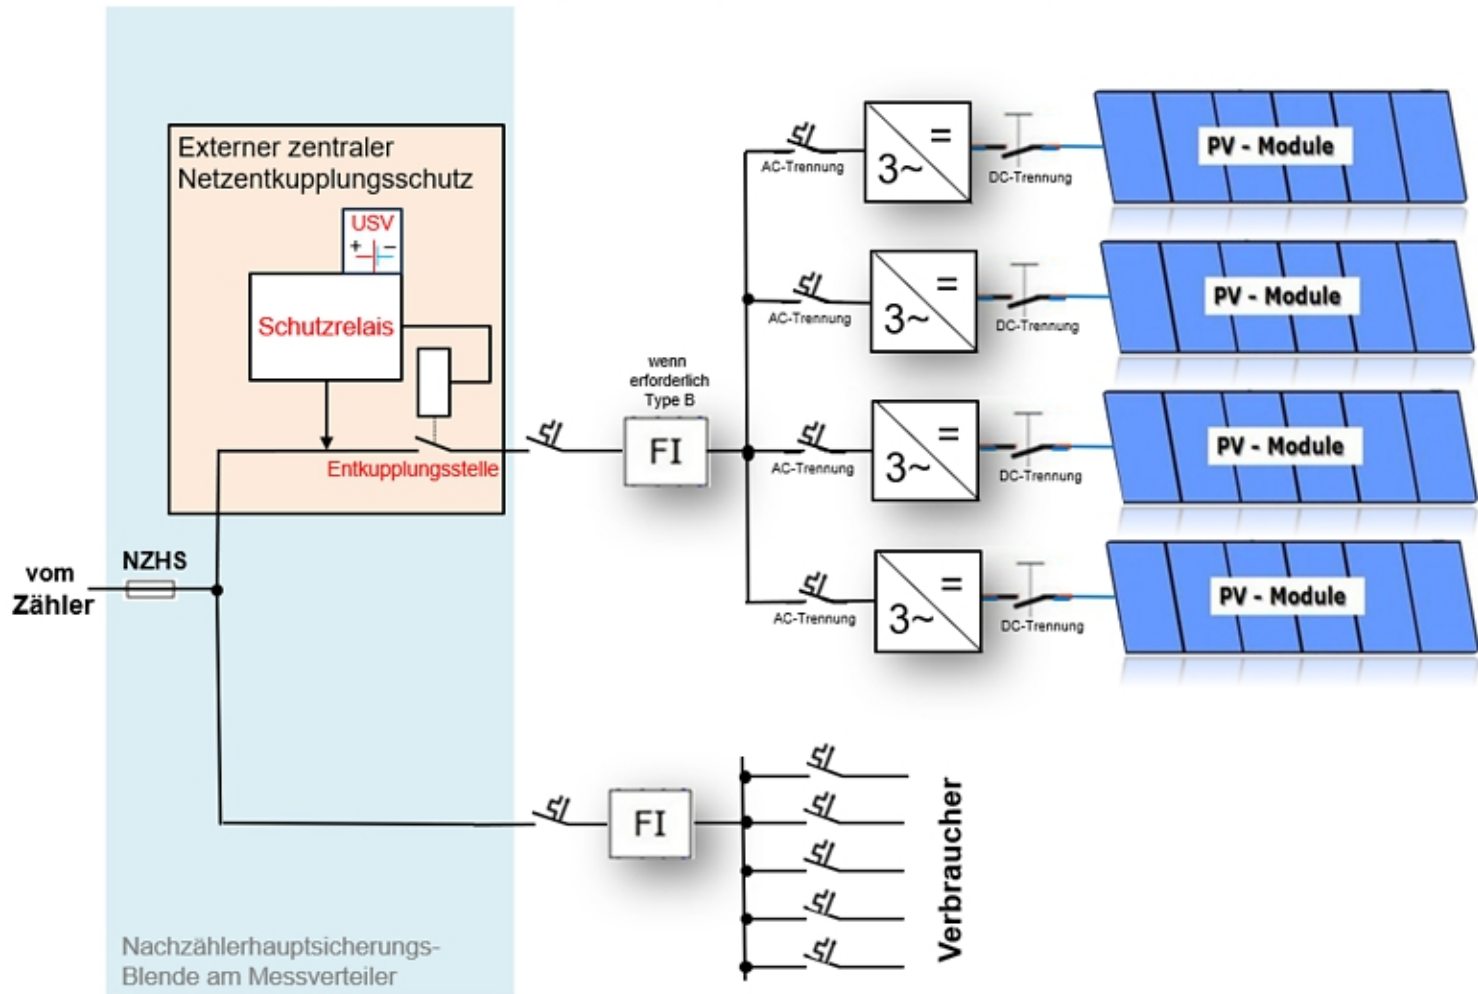 Externer zentraler
Netzentkupplungsschutz
USV
+ −
Schutzrelais
Entkupplungsstelle
wenn
erforderlich
Type B
FI
AC-Trennung
3~ =
DC-Trennung
PV - Module
AC-Trennung
3~ =
DC-Trennung
PV - Module
AC-Trennung
3~ =
DC-Trennung
PV - Module
AC-Trennung
3~ =
DC-Trennung
PV - Module
vom
Zähler
NZHS
FI
Verbraucher
Nachzählerhauptsicherungs-
Blende am Messverteiler